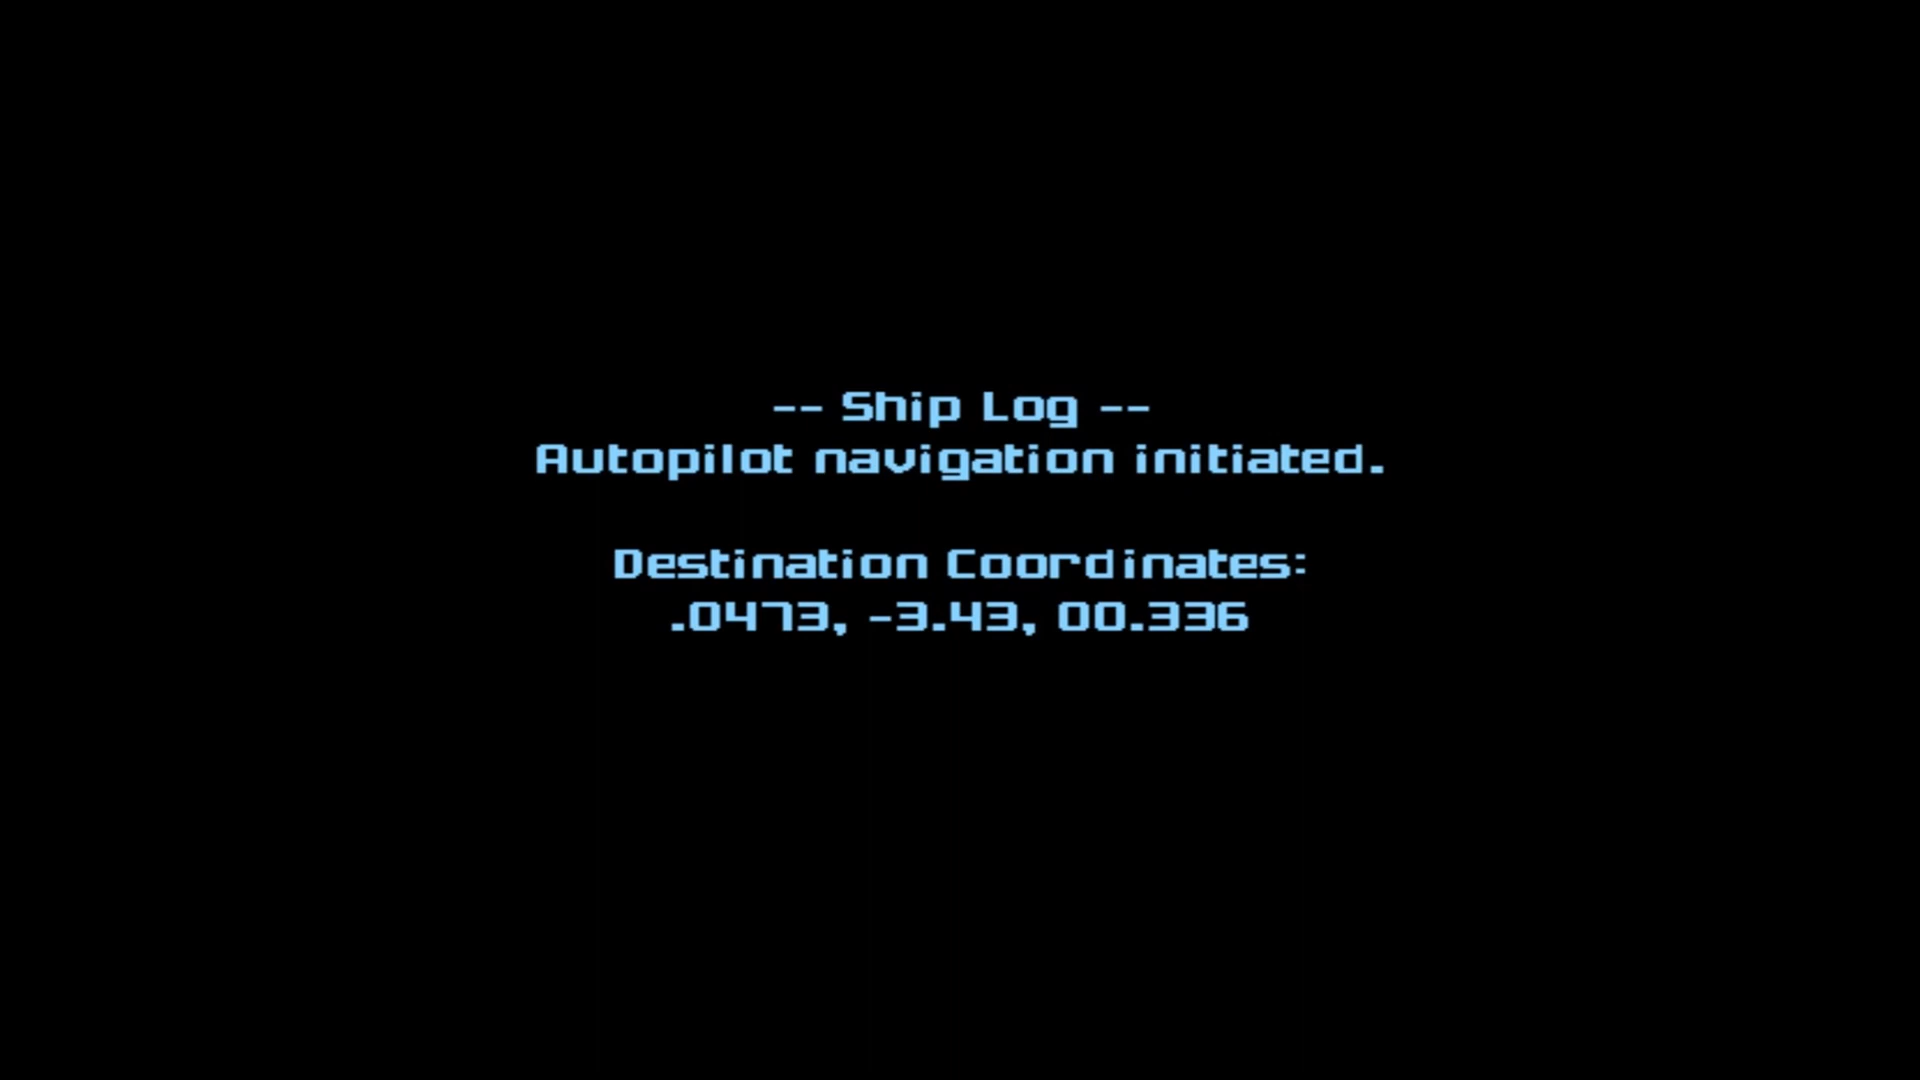 -- Ship Log --
Autopilot navigation initiated.
Destination Coordinates:
.0473, -3.43, 00.336